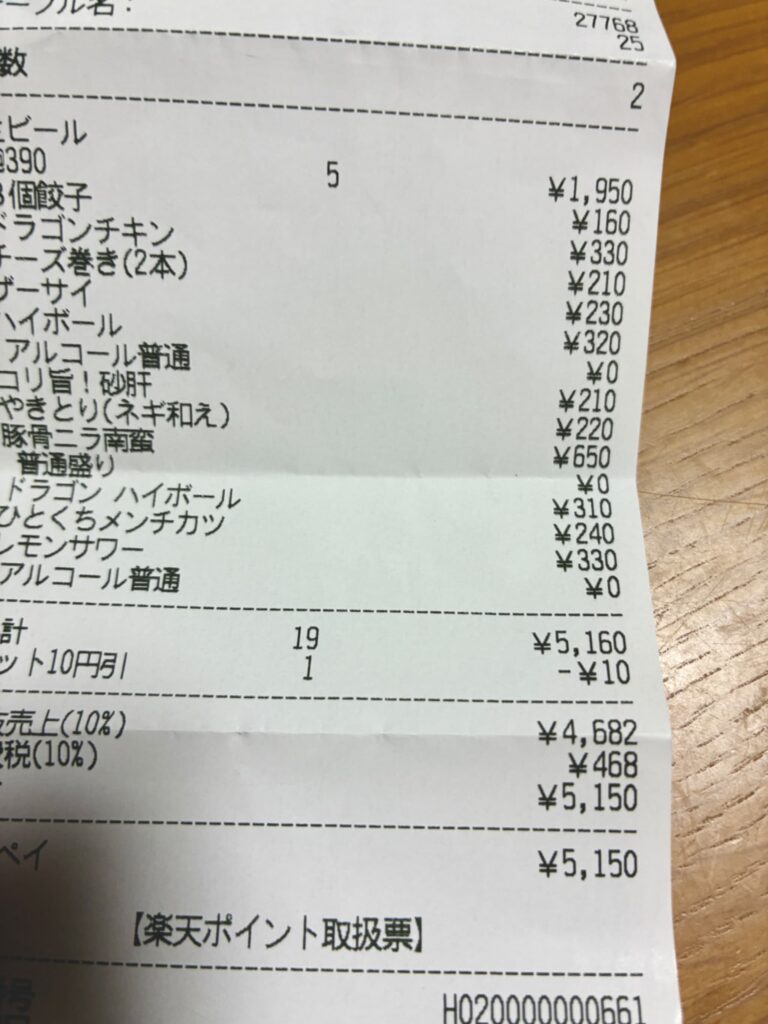 ーブル名：
27768
25
数
2
生ビール
390 5 ¥1,950
3個餃子 ¥160
ドラゴンチキン ¥330
チーズ巻き(2本) ¥210
ザーサイ ¥230
ハイボール ¥320
アルコール普通 ¥0
コリ旨！砂肝 ¥210
やきとり(ネギ和え) ¥220
豚骨ニラ南蛮 ¥650
普通盛り ¥0
ドラゴン ハイボール ¥310
ひとくちメンチカツ ¥240
レモンサワー ¥330
アルコール普通 ¥0
計 19 ¥5,160
ット10円引 1 -¥10
売上(10%) ¥4,682
税(10%) ¥468
¥5,150
ペイ ¥5,150
【楽天ポイント取扱票】
H020000000661